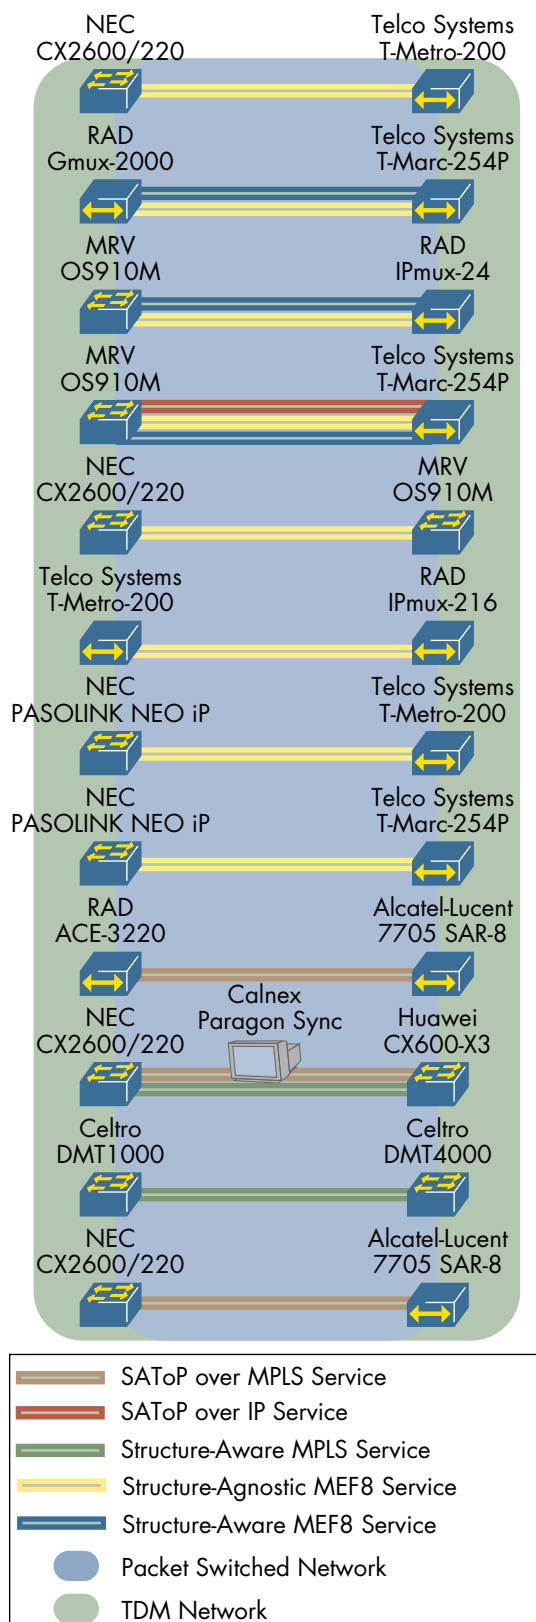 NEC
CX2600/220
Telco Systems
T-Metro-200
RAD
Gmux-2000
Telco Systems
T-Marc-254P
MRV
OS910M
RAD
IPmux-24
MRV
OS910M
Telco Systems
T-Marc-254P
NEC
CX2600/220
MRV
OS910M
Telco Systems
T-Metro-200
RAD
IPmux-216
NEC
PASOLINK NEO iP
Telco Systems
T-Metro-200
NEC
PASOLINK NEO iP
Telco Systems
T-Marc-254P
RAD
ACE-3220
Alcatel-Lucent
7705 SAR-8
NEC
CX2600/220
Calnex
Paragon Sync
Huawei
CX600-X3
Celtro
DMT1000
Celtro
DMT4000
NEC
CX2600/220
Alcatel-Lucent
7705 SAR-8
SAToP over MPLS Service
SAToP over IP Service
Structure-Aware MPLS Service
Structure-Agnostic MEF8 Service
Structure-Aware MEF8 Service
Packet Switched Network
TDM Network